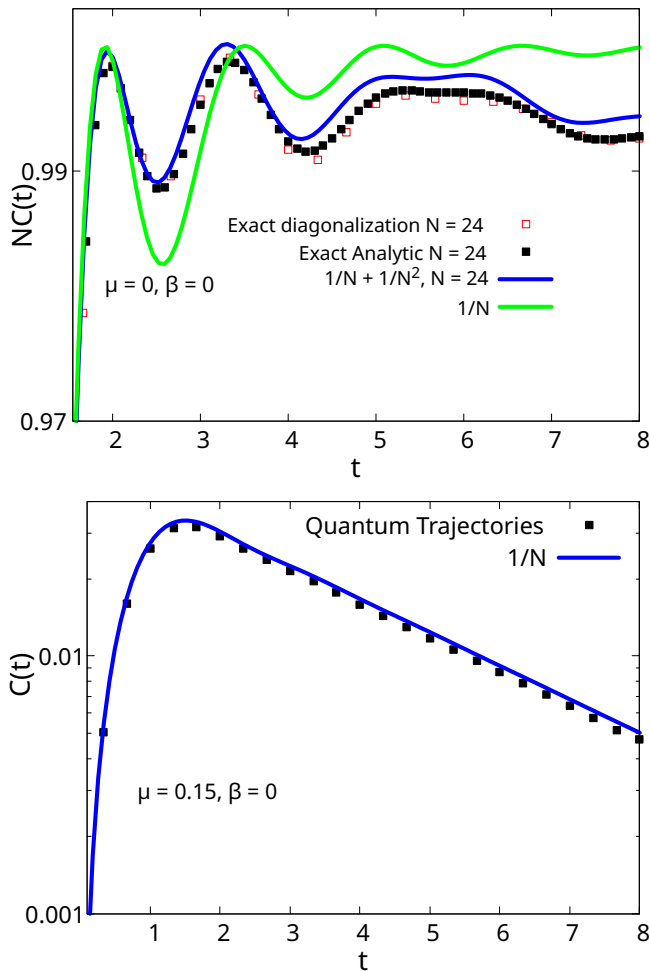 NC(t)
0.99
0.97
Exact diagonalization N = 24
Exact Analytic N = 24
1/N + 1/N², N = 24
1/N
μ = 0, β = 0
2 3 4 5 6 7 8
t
C(t)
0.01
0.001
Quantum Trajectories
1/N
μ = 0.15, β = 0
1 2 3 4 5 6 7 8
t